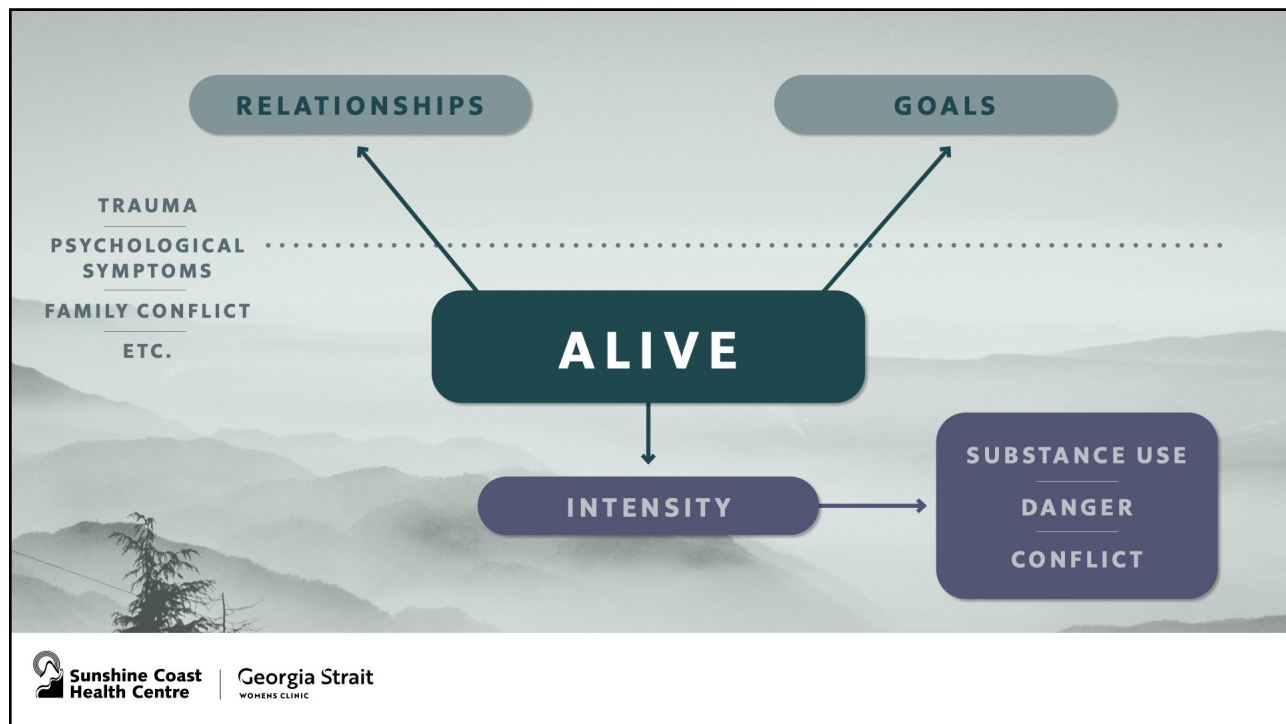 RELATIONSHIPS
GOALS
TRAUMA
PSYCHOLOGICAL
SYMPTOMS
FAMILY CONFLICT
ETC.
ALIVE
INTENSITY
SUBSTANCE USE
DANGER
CONFLICT
Sunshine Coast
Health Centre
Georgia Strait
WOMENS CLINIC